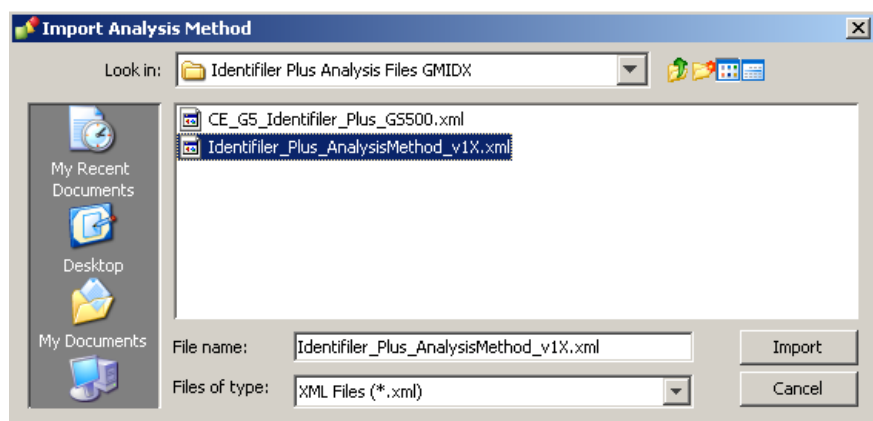 Import Analysis Method
Look in:
Identifiler Plus Analysis Files GMIDX
CE_G5_Identifiler_Plus_GS500.xml
Identifiler_Plus_AnalysisMethod_v1X.xml
My Recent
Documents
Desktop
My Documents
File name:
Identifiler_Plus_AnalysisMethod_v1X.xml
Import
Files of type:
XML Files (*.xml)
Cancel